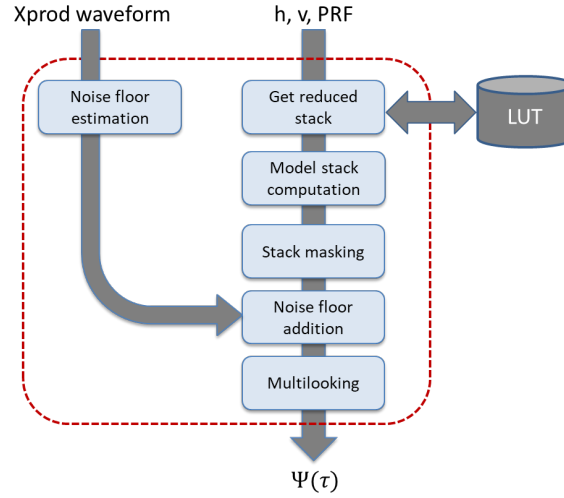 Xprod waveform
h, v, PRF
Noise floor
estimation
Get reduced
stack
LUT
Model stack
computation
Stack masking
Noise floor
addition
Multilooking
Ψ(τ)